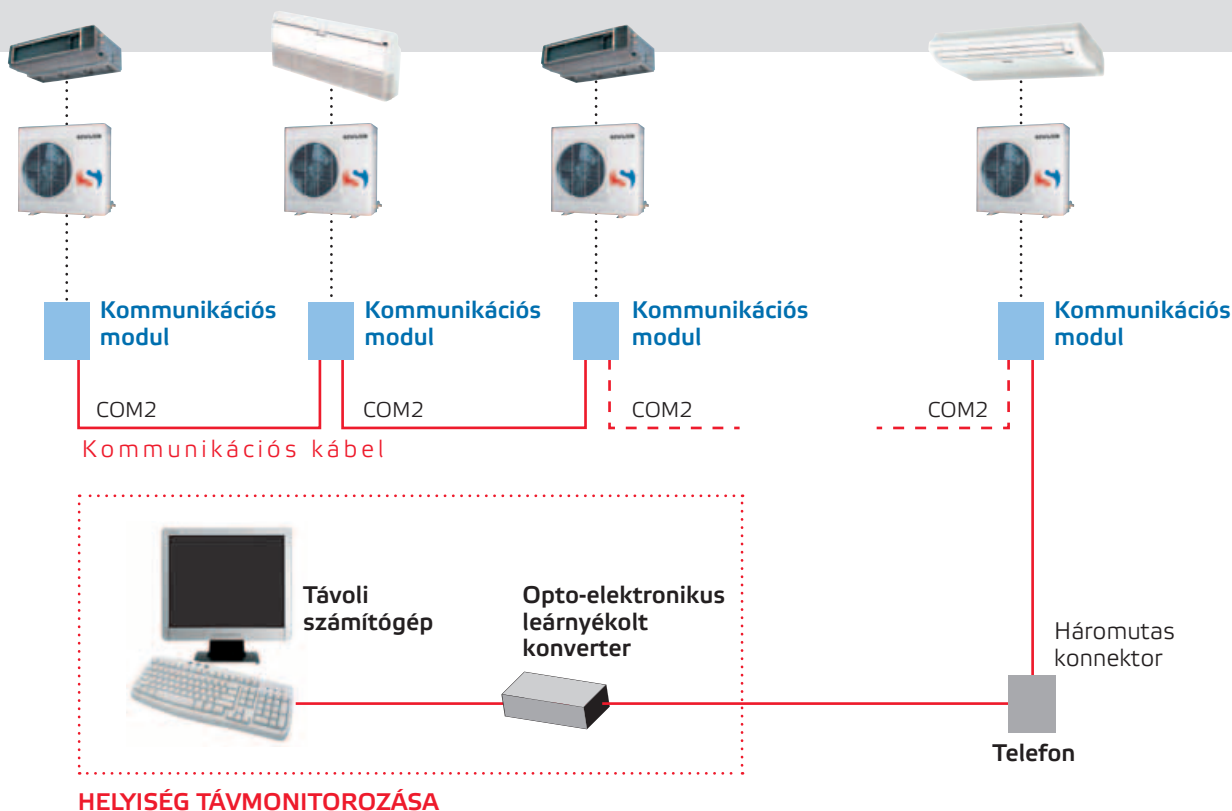 Kommunikációs
modul
Kommunikációs
modul
Kommunikációs
modul
Kommunikációs
modul
COM2
COM2
COM2
COM2
Kommunikációs kábel
Távoli
számítógép
Opto-elektronikus
leárnyékolt
konverter
Háromutas
konnektor
Telefon
HELYISÉG TÁVMONITOROZÁSA